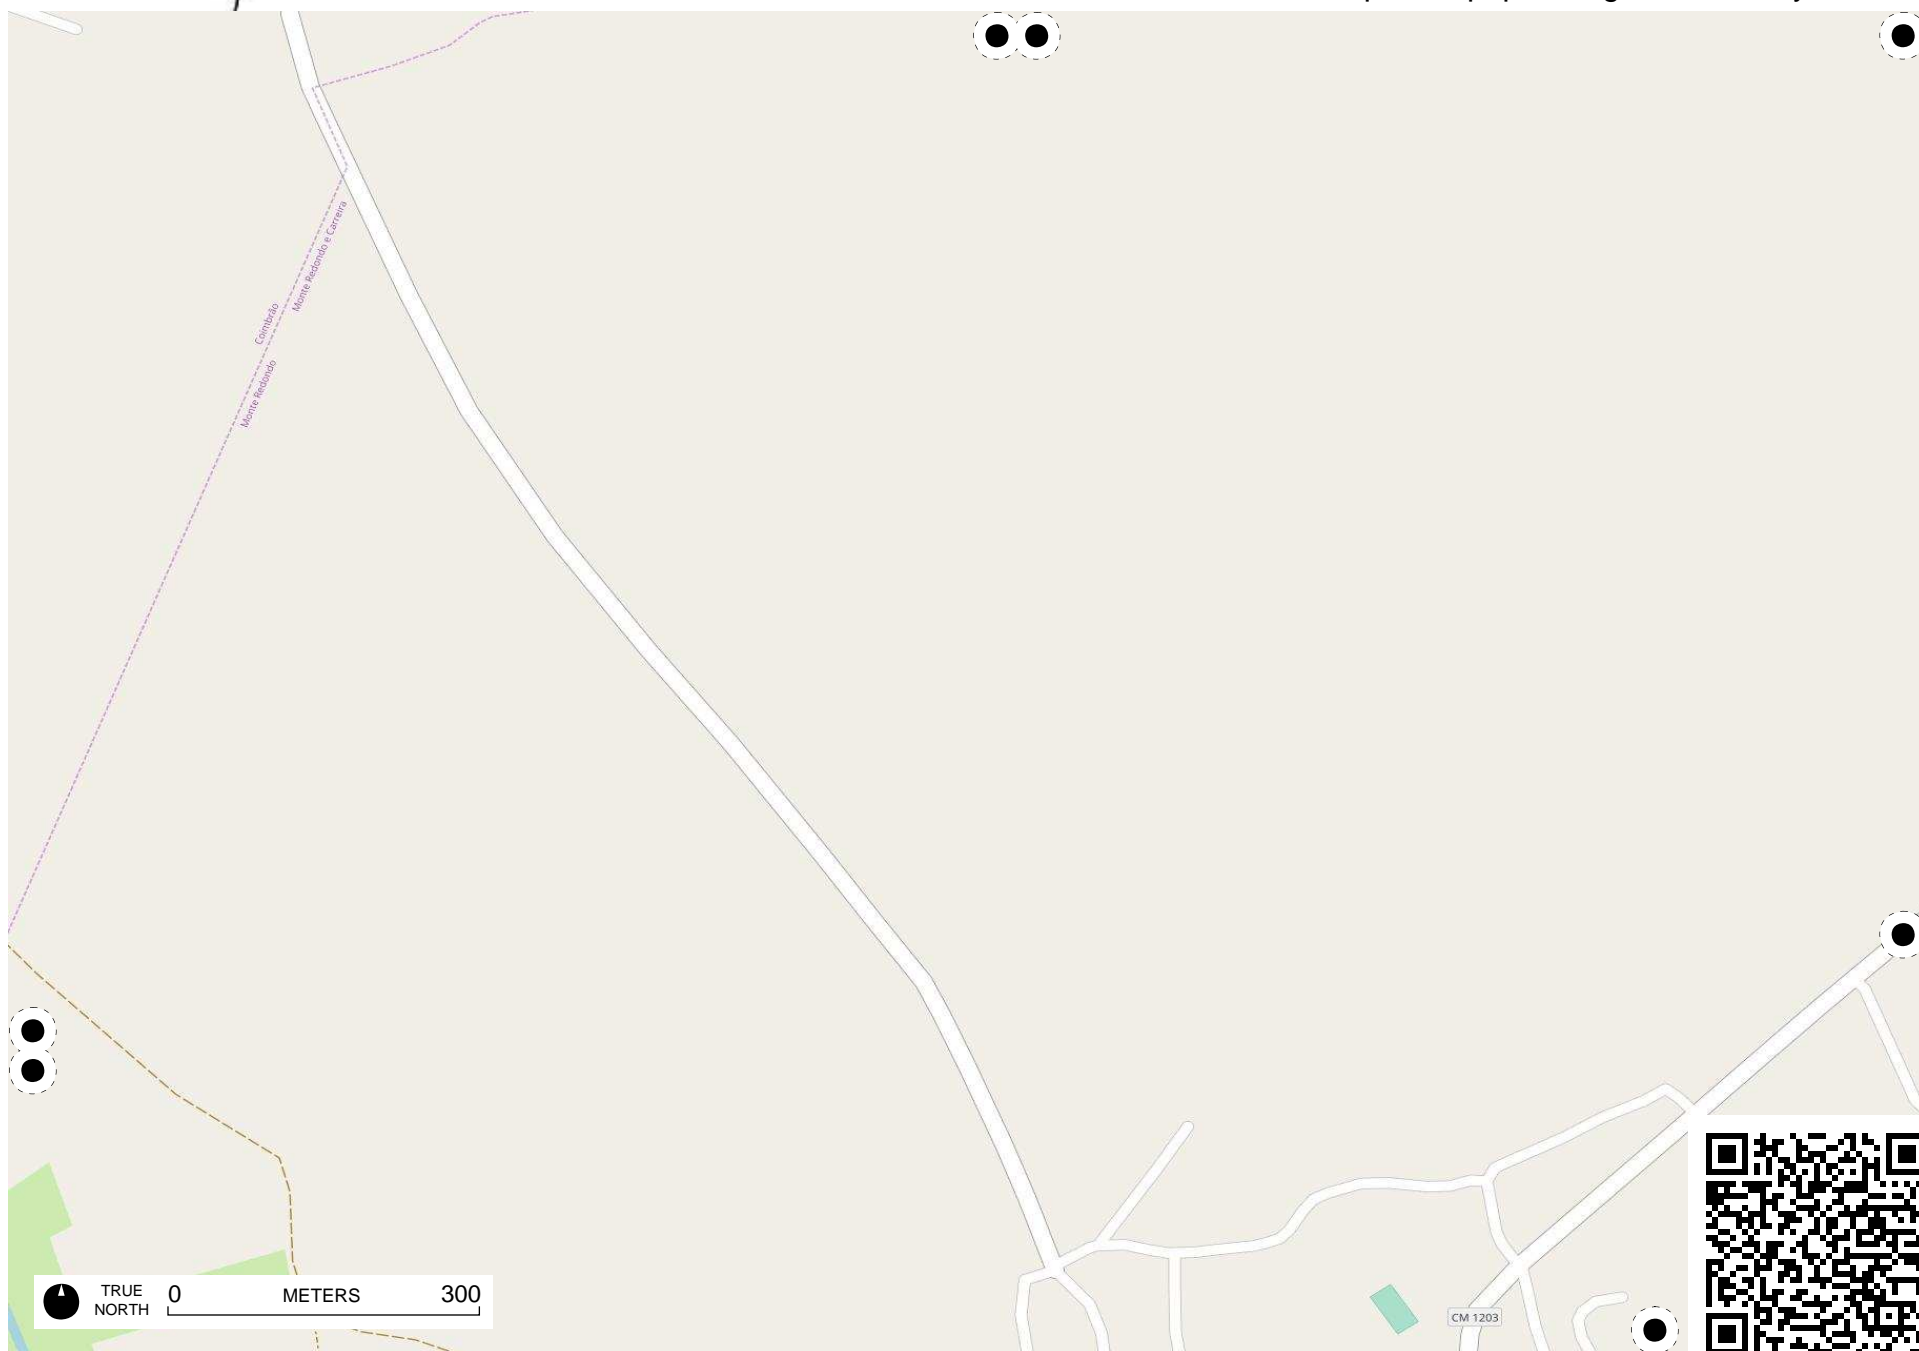 Monte Redondo e Carreira
Coimbrão
Monte Redondo
TRUE
NORTH
0 METERS 300
CM 1203